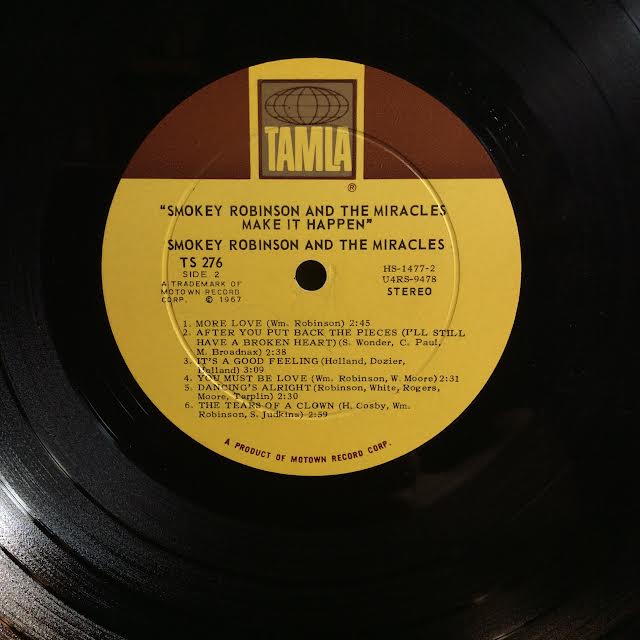 TAMLA
®
"SMOKEY ROBINSON AND THE MIRACLES
MAKE IT HAPPEN"
SMOKEY ROBINSON AND THE MIRACLES
TS 276
SIDE 2
A TRADEMARK OF
MOTOWN RECORD
CORP. © 1967
HS-1477-2
U4RS-9478
STEREO
1. MORE LOVE (Wm. Robinson) 2:45
2. AFTER YOU PUT BACK THE PIECES (I'LL STILL
HAVE A BROKEN HEART) (S. Wonder, C. Paul,
M. Broadnax) 2:38
3. IT'S A GOOD FEELING (Holland, Dozier,
Holland) 3:09
4. YOU MUST BE LOVE (Wm. Robinson, W. Moore) 2:31
5. DANCING'S ALRIGHT (Robinson, White, Rogers,
Moore, Tarplin) 2:30
6. THE TEARS OF A CLOWN (H. Cosby, Wm.
Robinson, S. Judkins) 2:59
A PRODUCT OF MOTOWN RECORD CORP.